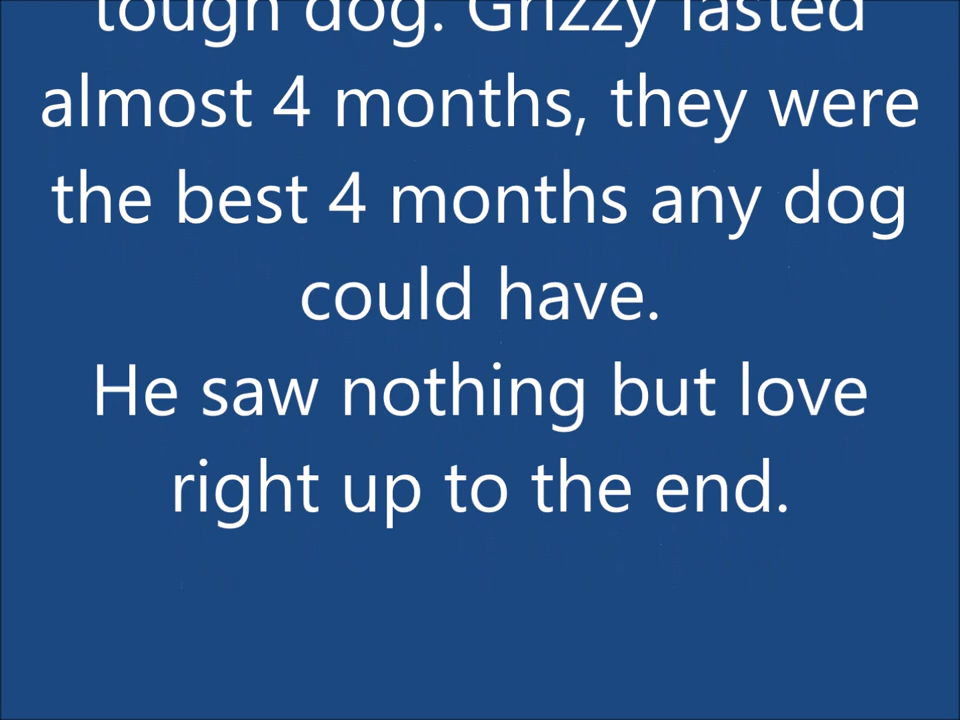 tough dog. Grizzy lasted
almost 4 months, they were
the best 4 months any dog
could have.
He saw nothing but love
right up to the end.